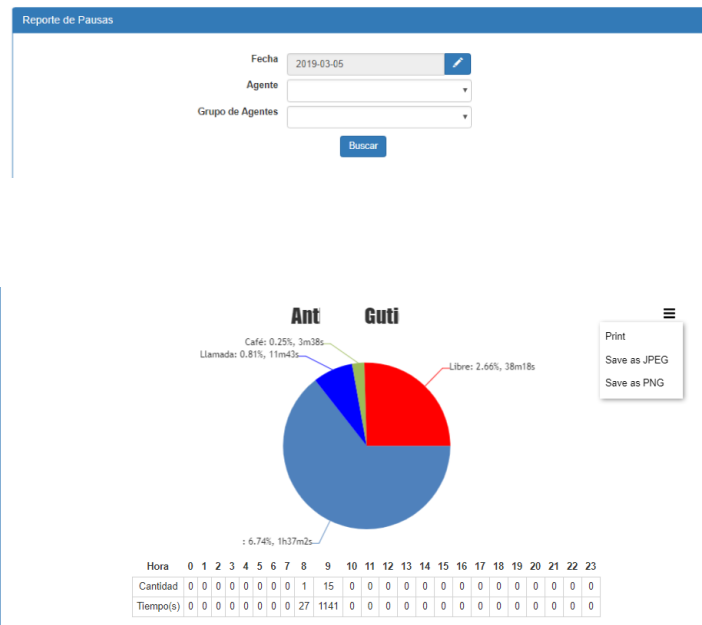 Reporte de Pausas
Fecha 2019-03-05
Agente
Grupo de Agentes
Buscar
Ant Guti
Print
Save as JPEG
Save as PNG
Café: 0.25%, 3m38s
Llamada: 0.81%, 11m43s
Libre: 2.66%, 38m18s
: 6.74%, 1h37m2s
Hora 0 1 2 3 4 5 6 7 8 9 10 11 12 13 14 15 16 17 18 19 20 21 22 23
Cantidad 0 0 0 0 0 0 0 0 1 15 0 0 0 0 0 0 0 0 0 0 0 0 0 0
Tiempo(s) 0 0 0 0 0 0 0 0 27 1141 0 0 0 0 0 0 0 0 0 0 0 0 0 0